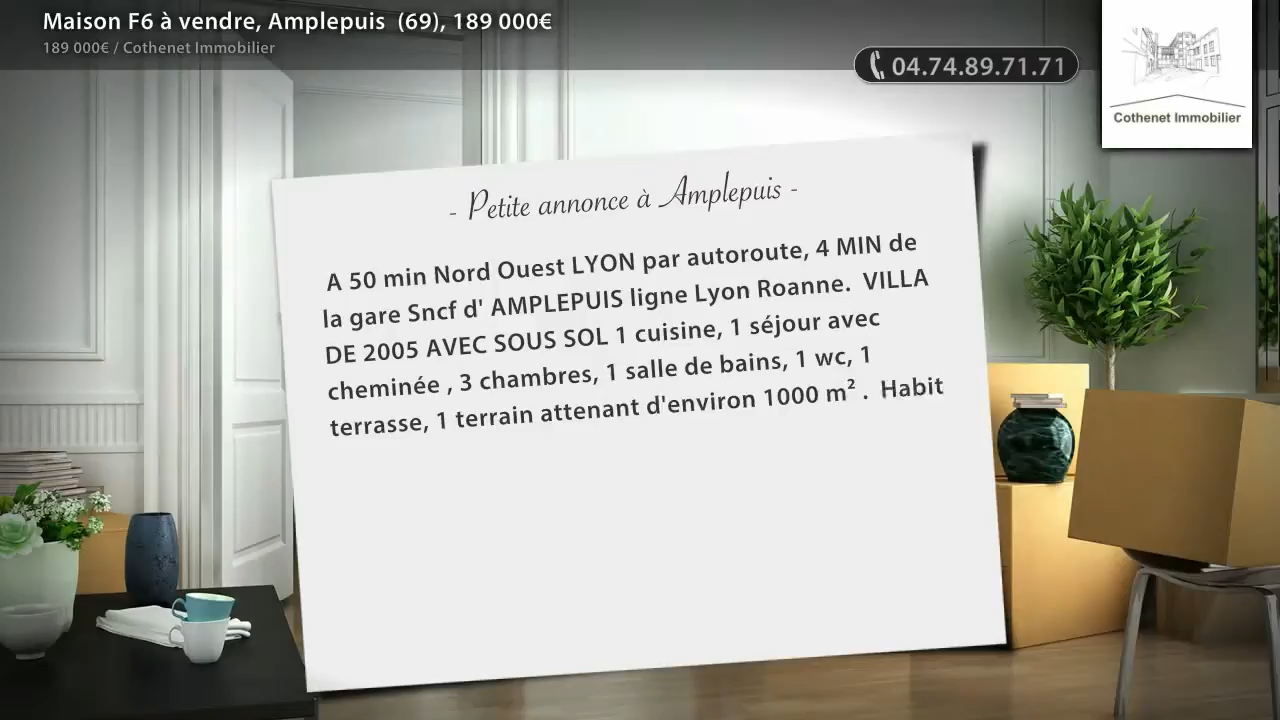 Maison F6 à vendre, Amplepuis (69), 189 000€
189 000€ / Cothenet Immobilier
04.74.89.71.71
Cothenet Immobilier
- Petite annonce à Amplepuis -
A 50 min Nord Ouest LYON par autoroute, 4 MIN de
la gare Sncf d' AMPLEPUIS ligne Lyon Roanne. VILLA
DE 2005 AVEC SOUS SOL 1 cuisine, 1 séjour avec
cheminée , 3 chambres, 1 salle de bains, 1 wc, 1
terrasse, 1 terrain attenant d'environ 1000 m² . Habit